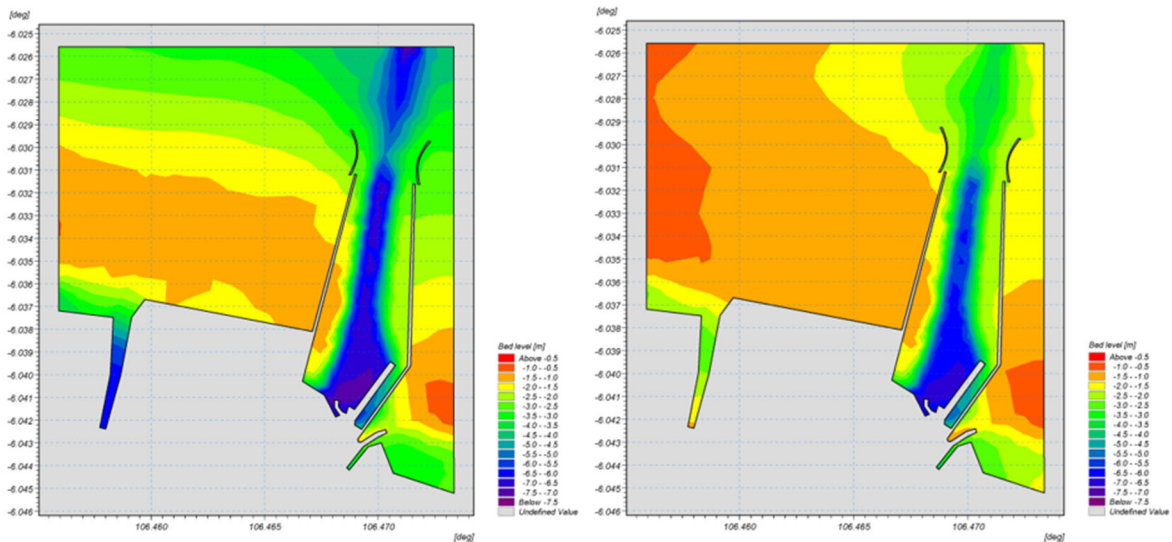 [deg]
-6.025
-6.026
-6.027
-6.028
-6.029
-6.030
-6.031
-6.033
-6.034
-6.035
-6.036
-6.037
-6.038
-6.039
-6.040
-6.041
-6.042
-6.043
-6.044
-6.045
-6.046
106.460
106.465
106.470
[deg]
Bed level [m]
Above -0.5
-1.0 - -0.5
-1.5 - -1.0
-2.0 - -1.5
-2.5 - -2.0
-3.0 - -2.5
-3.5 - -3.0
-4.0 - -3.5
-4.5 - -4.0
-5.0 - -4.5
-5.5 - -5.0
-6.0 - -5.5
-6.5 - -6.0
-7.0 - -6.5
-7.5 - -7.0
Below -7.5
Undefined Value
[deg]
-6.025
-6.026
-6.027
-6.028
-6.029
-6.030
-6.031
-6.033
-6.034
-6.035
-6.036
-6.037
-6.038
-6.039
-6.040
-6.041
-6.042
-6.043
-6.044
-6.045
-6.046
106.460
106.465
106.470
[deg]
Bed level [m]
Above -0.5
-1.0 - -0.5
-1.5 - -1.0
-2.0 - -1.5
-2.5 - -2.0
-3.0 - -2.5
-3.5 - -3.0
-4.0 - -3.5
-4.5 - -4.0
-5.0 - -4.5
-5.5 - -5.0
-6.0 - -5.5
-6.5 - -6.0
-7.0 - -6.5
-7.5 - -7.0
Below -7.5
Undefined Value